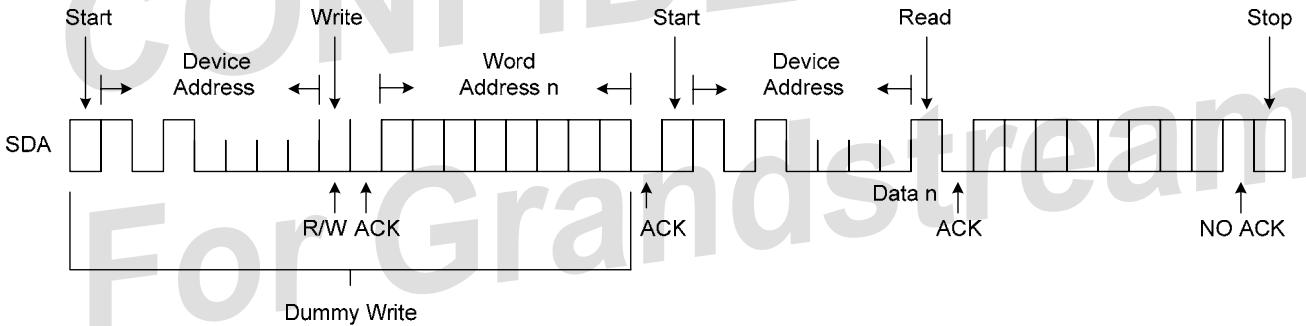 CONFIDE
Start Write Start Read Stop
Device Address
Word Address n
Device Address
SDA
Data n
R/W ACK ACK ACK NO ACK
For Grandstream
Dummy Write